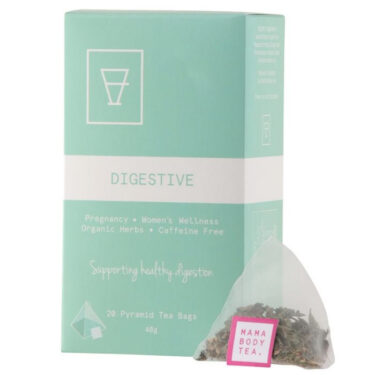 DIGESTIVE
Pregnancy • Women's Wellness
Organic Herbs • Caffeine Free
Supporting healthy digestion
20 Pyramid Tea Bags
40g
MAMA
BODY
TEA.